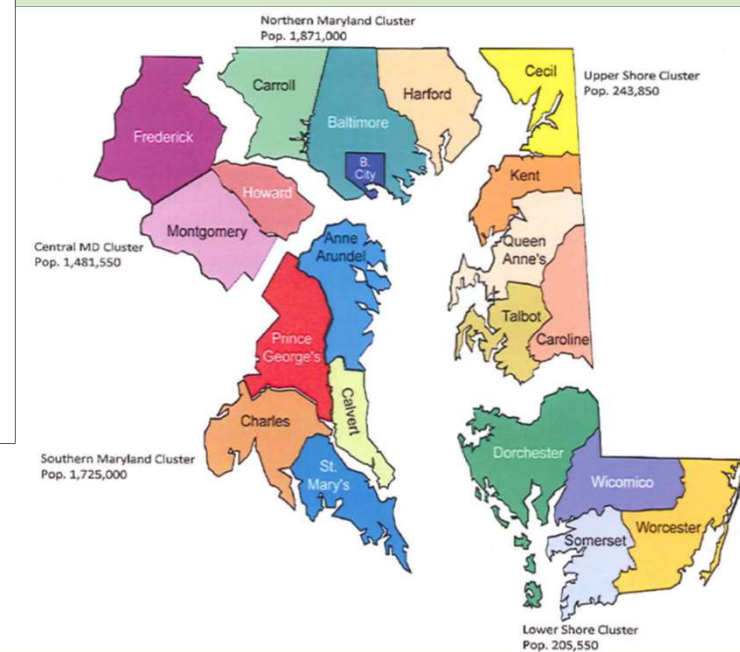 Northern Maryland Cluster
Pop. 1,871,000
Cecil
Upper Shore Cluster
Pop. 243,850
Carroll
Harford
Baltimore
Frederick
B.
City
Kent
Howard
Montgomery
Central MD Cluster
Pop. 1,481,550
Anne
Arundel
Queen
Anne's
Talbot
Caroline
Prince
George's
Calvert
Charles
Southern Maryland Cluster
Pop. 1,725,000
St.
Mary's
Dorchester
Wicomico
Worcester
Somerset
Lower Shore Cluster
Pop. 205,550